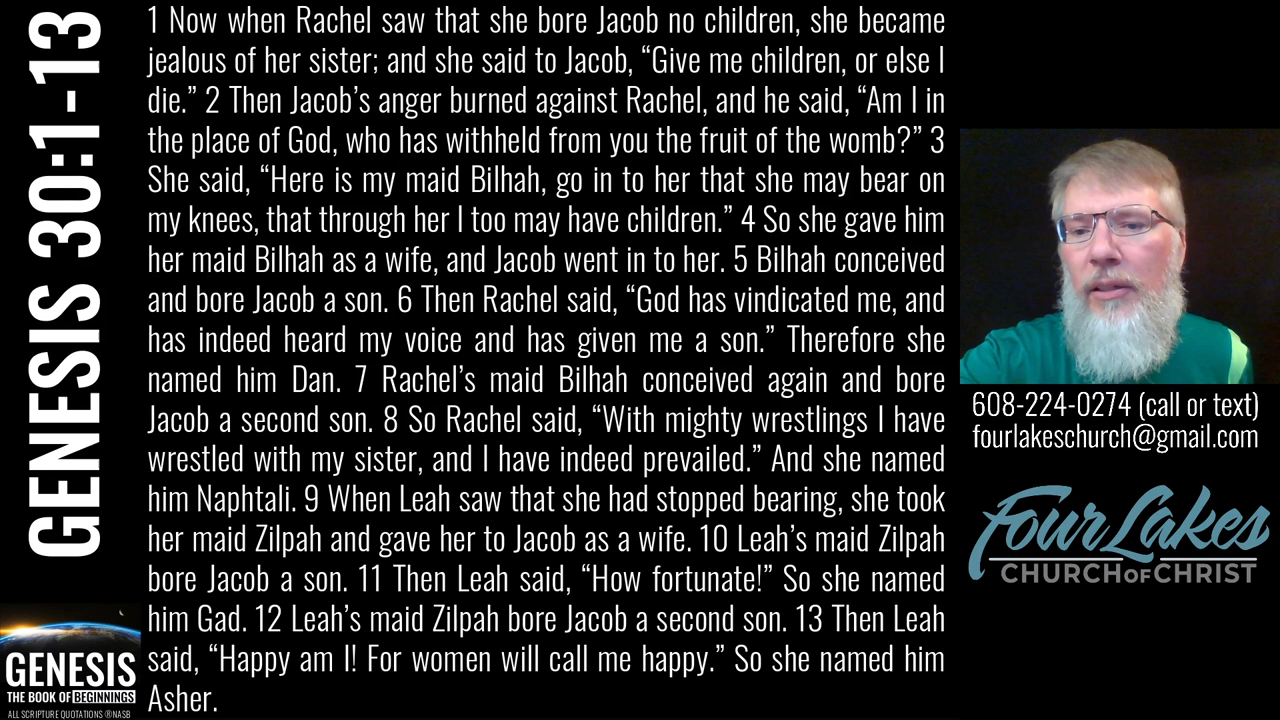 GENESIS 30:1-13
1 Now when Rachel saw that she bore Jacob no children, she became
jealous of her sister; and she said to Jacob, “Give me children, or else I
die.” 2 Then Jacob’s anger burned against Rachel, and he said, “Am I in
the place of God, who has withheld from you the fruit of the womb?” 3
She said, “Here is my maid Bilhah, go in to her that she may bear on
my knees, that through her I too may have children.” 4 So she gave him
her maid Bilhah as a wife, and Jacob went in to her. 5 Bilhah conceived
and bore Jacob a son. 6 Then Rachel said, “God has vindicated me, and
has indeed heard my voice and has given me a son.” Therefore she
named him Dan. 7 Rachel’s maid Bilhah conceived again and bore
Jacob a second son. 8 So Rachel said, “With mighty wrestlings I have
wrestled with my sister, and I have indeed prevailed.” And she named
him Naphtali. 9 When Leah saw that she had stopped bearing, she took
her maid Zilpah and gave her to Jacob as a wife. 10 Leah’s maid Zilpah
bore Jacob a son. 11 Then Leah said, “How fortunate!” So she named
him Gad. 12 Leah’s maid Zilpah bore Jacob a second son. 13 Then Leah
said, “Happy am I! For women will call me happy.” So she named him
Asher.
GENESIS
THE BOOK OF BEGINNINGS
ALL SCRIPTURE QUOTATIONS ®NASB
608-224-0274 (call or text)
fourlakeschurch@gmail.com
Four Lakes
CHURCH OF CHRIST